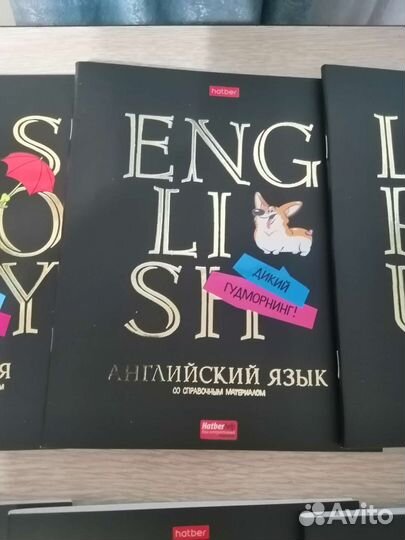 hatber
S
O
Y
Я
ENG
LI
SH
ДИКИЙ
ГУДМОРНИНГ!
АНГЛИЙСКИЙ ЯЗЫК
СО СПРАВОЧНЫМ МАТЕРИАЛОМ
Hatber
L
hatber
Avito